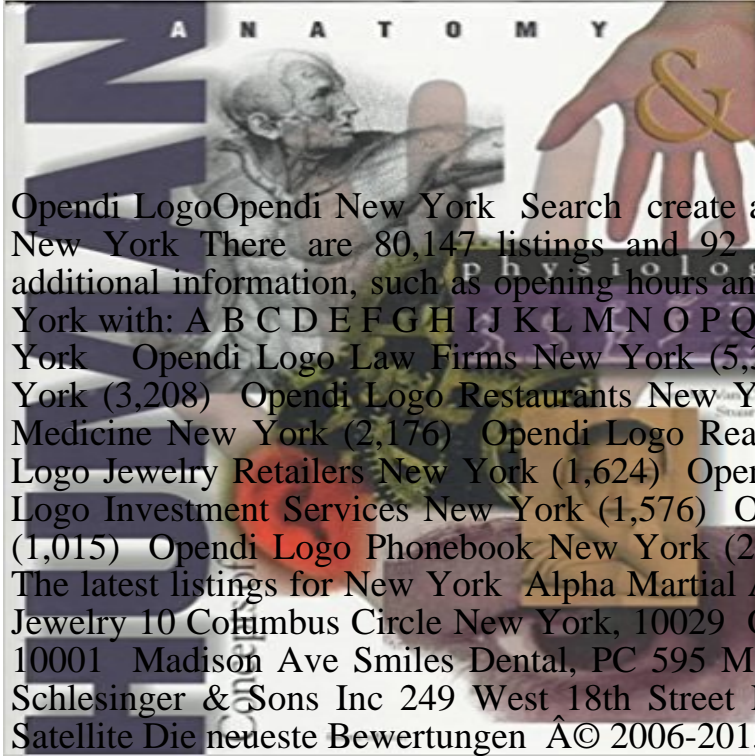 ANATOMY
&
HUMAN
physiolo
Concepts of
Opendi LogoOpendi New York Search create a
New York There are 80,147 listings and 92
additional information, such as opening hours an
York with: A B C D E F G H I J K L M N O P Q
York Opendi Logo Law Firms New York (5,
York (3,208) Opendi Logo Restaurants New Y
Medicine New York (2,176) Opendi Logo Rea
Logo Jewelry Retailers New York (1,624) Oper
Logo Investment Services New York (1,576) O
(1,015) Opendi Logo Phonebook New York (2
The latest listings for New York Alpha Martial A
Jewelry 10 Columbus Circle New York, 10029 C
10001 Madison Ave Smiles Dental, PC 595 M
Schlesinger & Sons Inc 249 West 18th Street
Satellite Die neueste Bewertungen Â© 2006-201